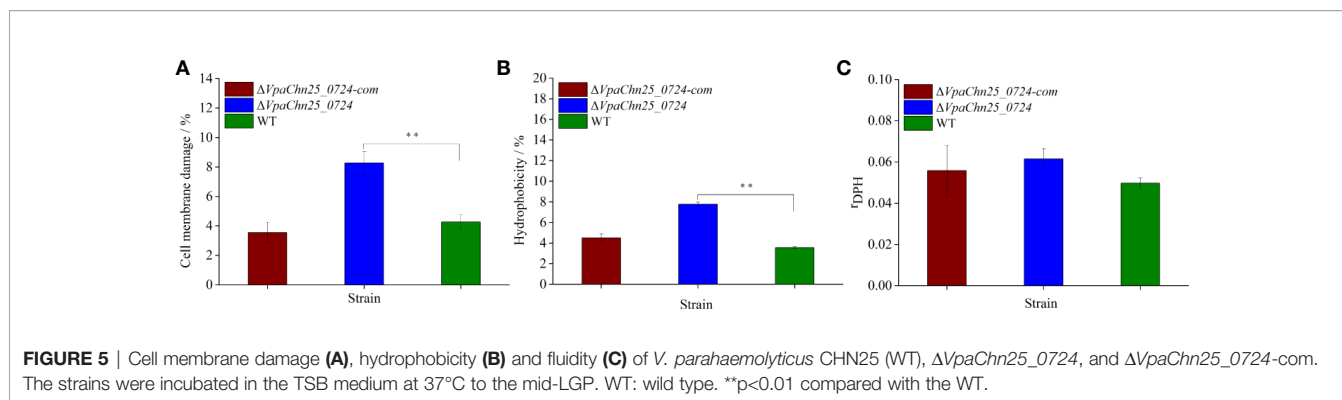 A
14
12
10
8
6
4
2
0
Cell membrane damage / %
ΔVpaChn25_0724-com
ΔVpaChn25_0724
WT
**
Strain
B
20
18
16
14
12
10
8
6
4
2
0
Hydrophobicity / %
ΔVpaChn25_0724-com
ΔVpaChn25_0724
WT
**
Strain
C
0.10
0.08
0.06
0.04
0.02
0.00
rDPH
ΔVpaChn25_0724-com
ΔVpaChn25_0724
WT
Strain
FIGURE 5 | Cell membrane damage (A), hydrophobicity (B) and fluidity (C) of V. parahaemolyticus CHN25 (WT), ΔVpaChn25_0724, and ΔVpaChn25_0724-com.
The strains were incubated in the TSB medium at 37°C to the mid-LGP. WT: wild type. **p<0.01 compared with the WT.